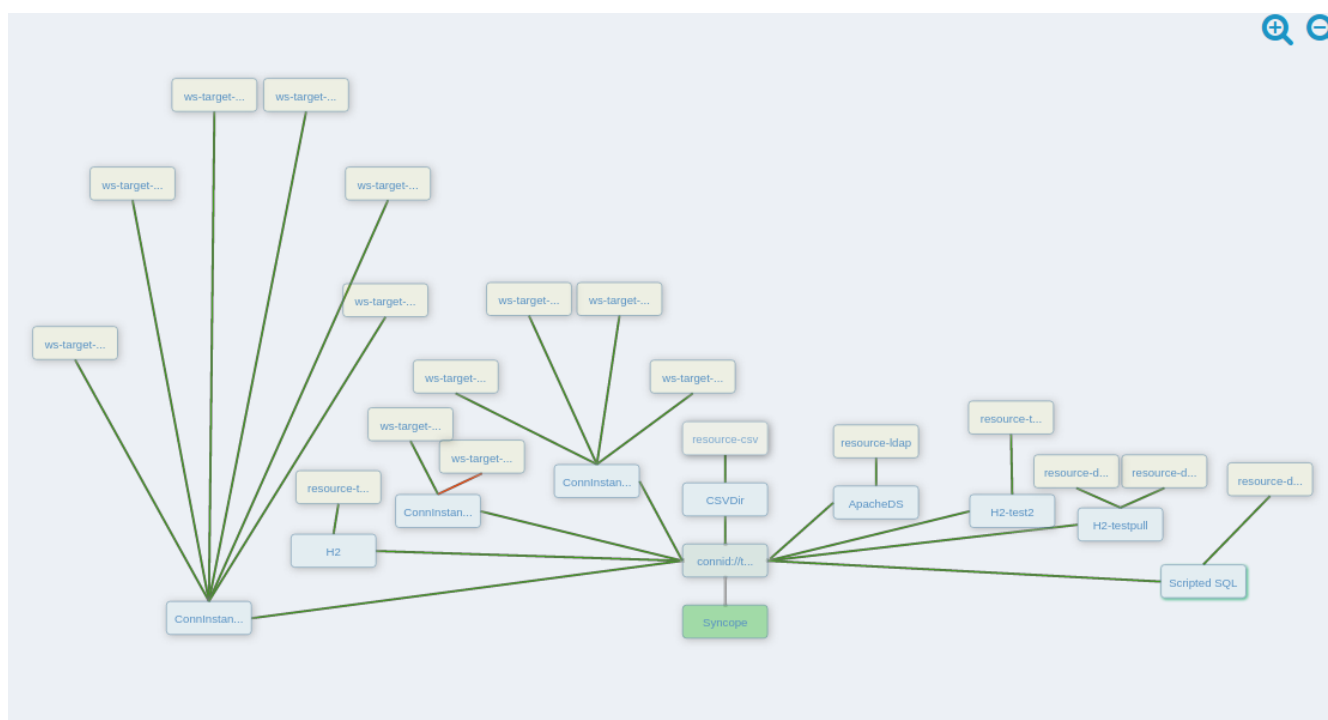 ws-target-...
ws-target-...
ws-target-...
ws-target-...
ws-target-...
ws-target-...
ws-target-...
ws-target-...
ws-target-...
ws-target-...
ws-target-...
resource-t...
ws-target-...
resource-csv
resource-ldap
ws-target-...
resource-d...
resource-d...
resource-d...
resource-t...
ConnInstan...
CSVDir
ApacheDS
ConnInstan...
H2-test2
H2-testpull
H2
connid://t...
Scripted SQL
ConnInstan...
Syncope